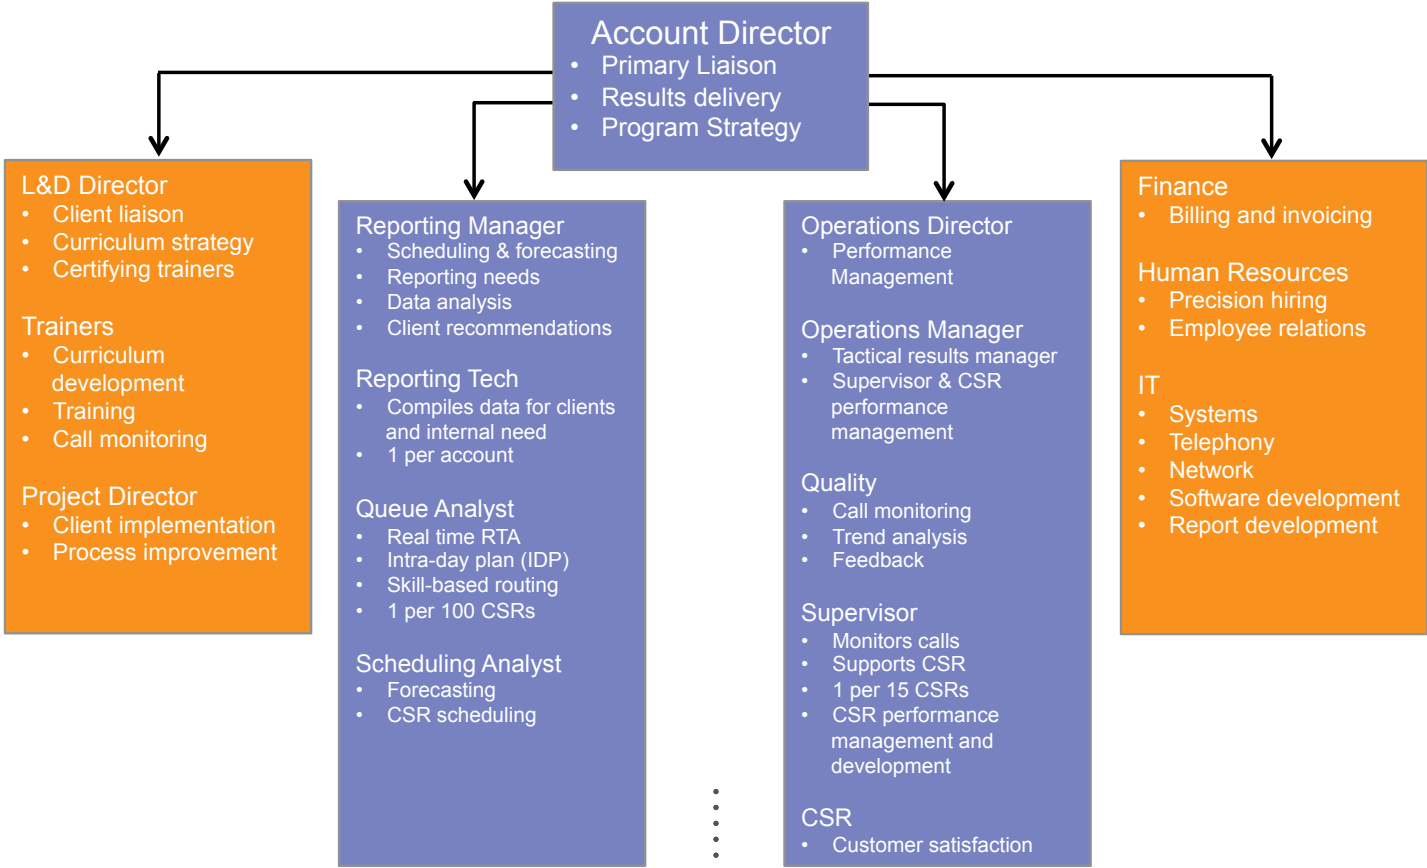 Account Director
• Primary Liaison
• Results delivery
• Program Strategy
L&D Director
• Client liaison
• Curriculum strategy
• Certifying trainers
Trainers
• Curriculum
development
• Training
• Call monitoring
Project Director
• Client implementation
• Process improvement
Reporting Manager
• Scheduling & forecasting
• Reporting needs
• Data analysis
• Client recommendations
Reporting Tech
• Compiles data for clients
and internal need
• 1 per account
Queue Analyst
• Real time RTA
• Intra-day plan (IDP)
• Skill-based routing
• 1 per 100 CSRs
Scheduling Analyst
• Forecasting
• CSR scheduling
Operations Director
• Performance
Management
Operations Manager
• Tactical results manager
• Supervisor & CSR
performance
management
Quality
• Call monitoring
• Trend analysis
• Feedback
Supervisor
• Monitors calls
• Supports CSR
• 1 per 15 CSRs
• CSR performance
management and
development
CSR
• Customer satisfaction
Finance
• Billing and invoicing
Human Resources
• Precision hiring
• Employee relations
IT
• Systems
• Telephony
• Network
• Software development
• Report development